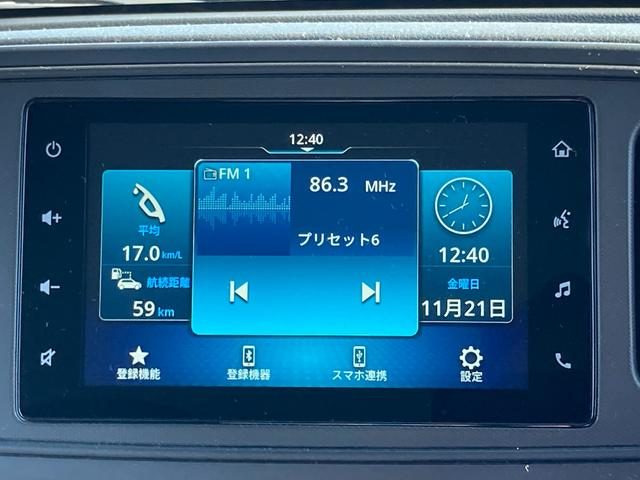 12:40
FM 1
86.3 MHz
プリセット6
平均
17.0 km/L
航続距離
59 km
12:40
金曜日
11月21日
登録機能
登録機器
スマホ連携
設定